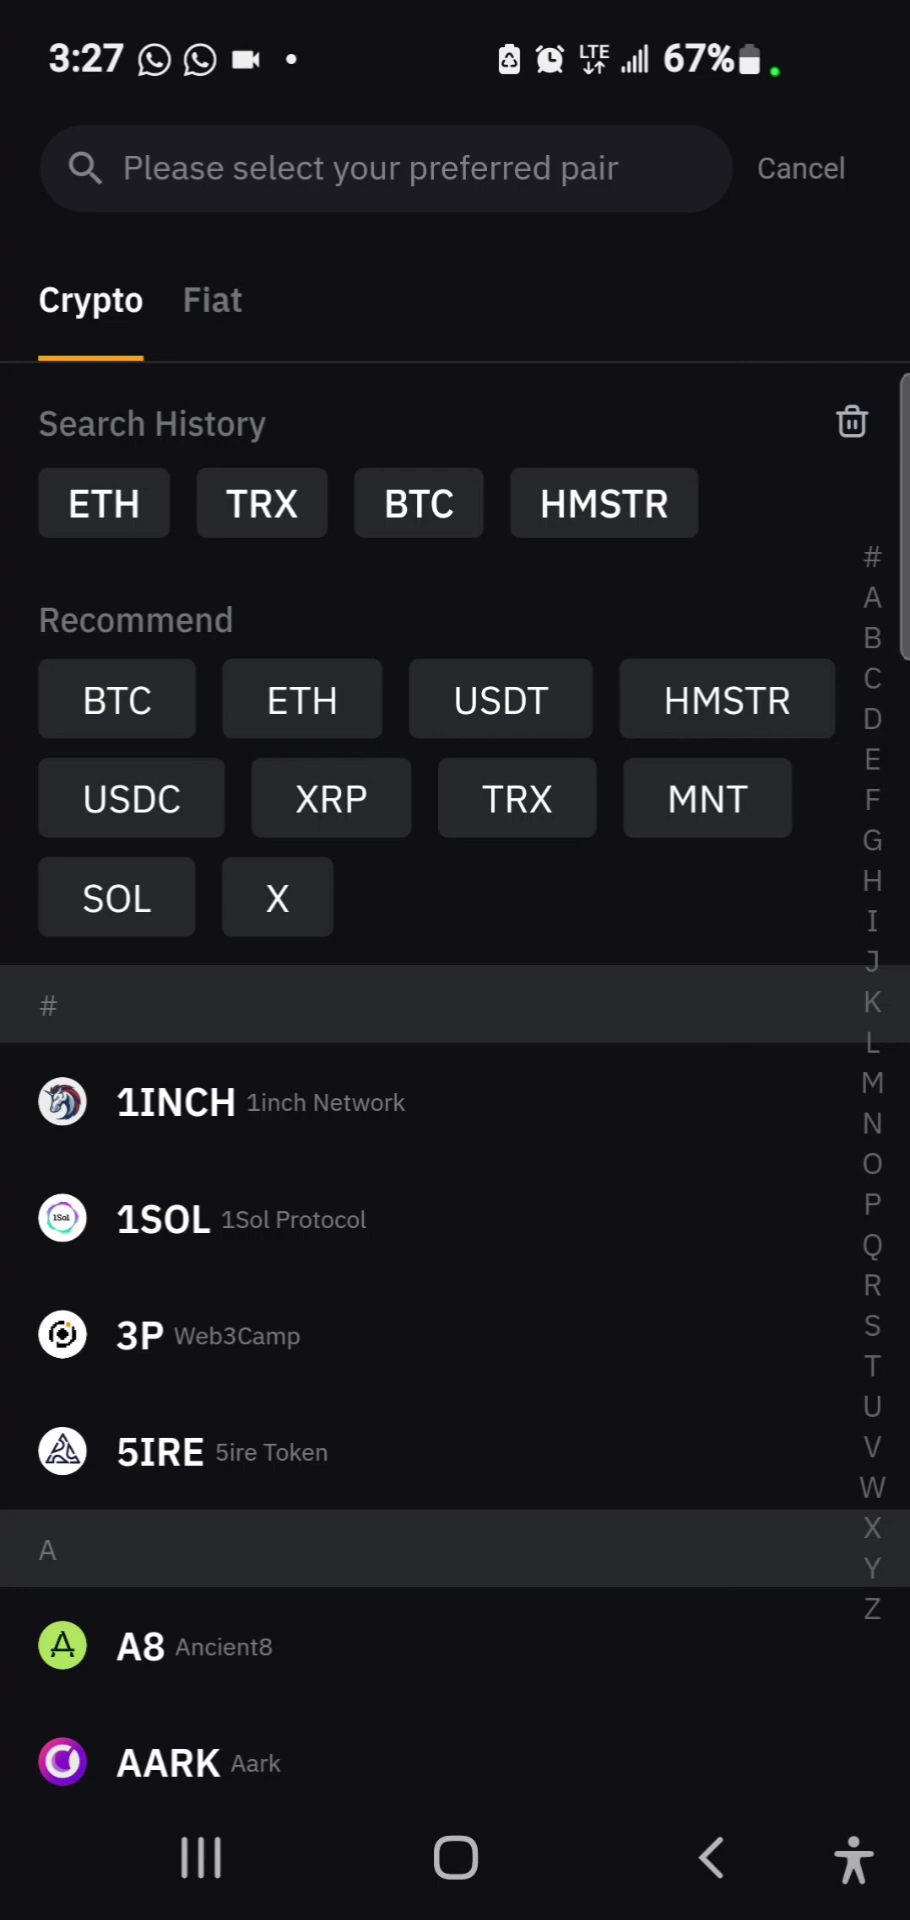 3:27 LTE 67%
Please select your preferred pair Cancel
Crypto Fiat
Search History
ETH TRX BTC HMSTR
Recommend
BTC ETH USDT HMSTR
USDC XRP TRX MNT
SOL X
#
1INCH 1inch Network
1SOL 1Sol Protocol
3P Web3Camp
5IRE 5ire Token
A
A8 Ancient8
AARK Aark
#
A
B
C
D
E
F
G
H
I
J
K
L
M
N
O
P
Q
R
S
T
U
V
W
X
Y
Z